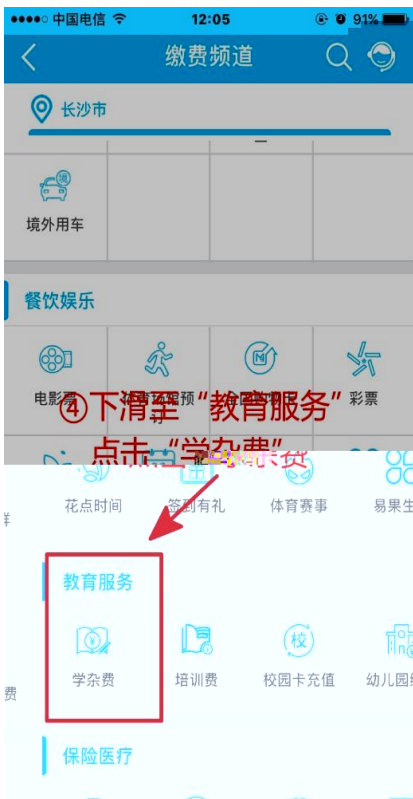 中国电信 12:05 91%
缴费频道
长沙市
境外用车
餐饮娱乐
电影票 彩票
④下滑至“教育服务”
点击“学杂费”
花点时间 签到有礼 体育赛事 易果生
教育服务
学杂费 培训费 校园卡充值 幼儿园
费
保险医疗